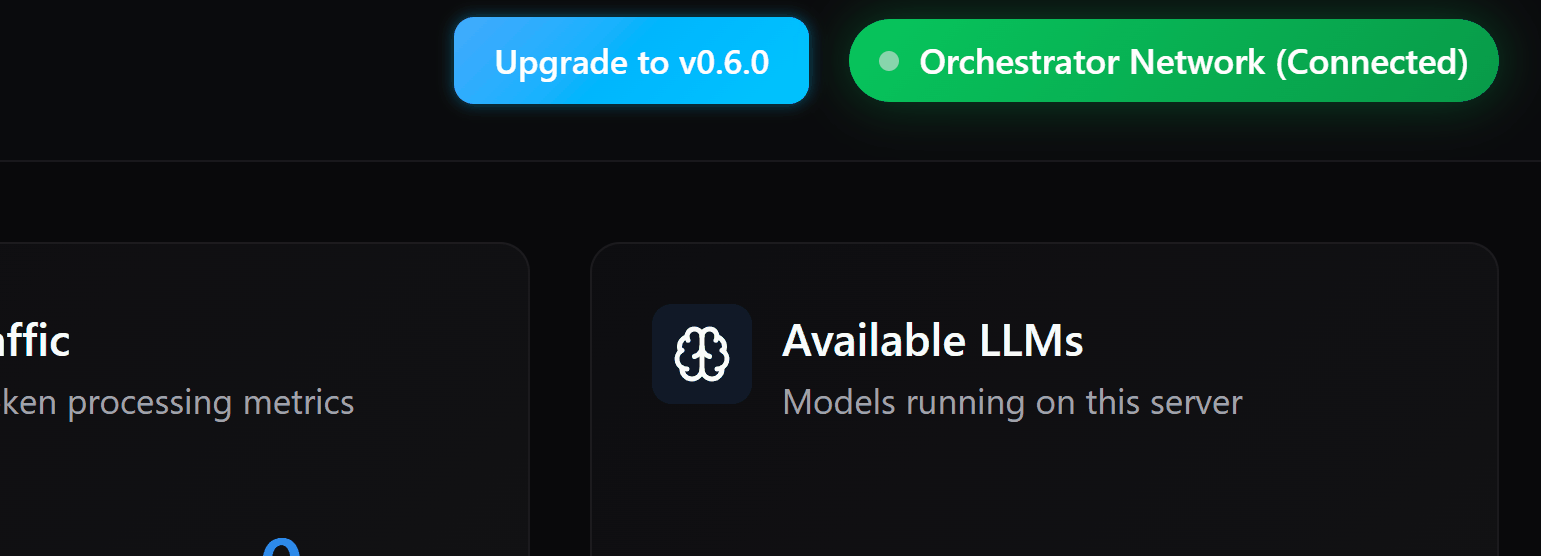 Upgrade to v0.6.0
Orchestrator Network (Connected)
affic
ken processing metrics
Available LLMs
Models running on this server
0